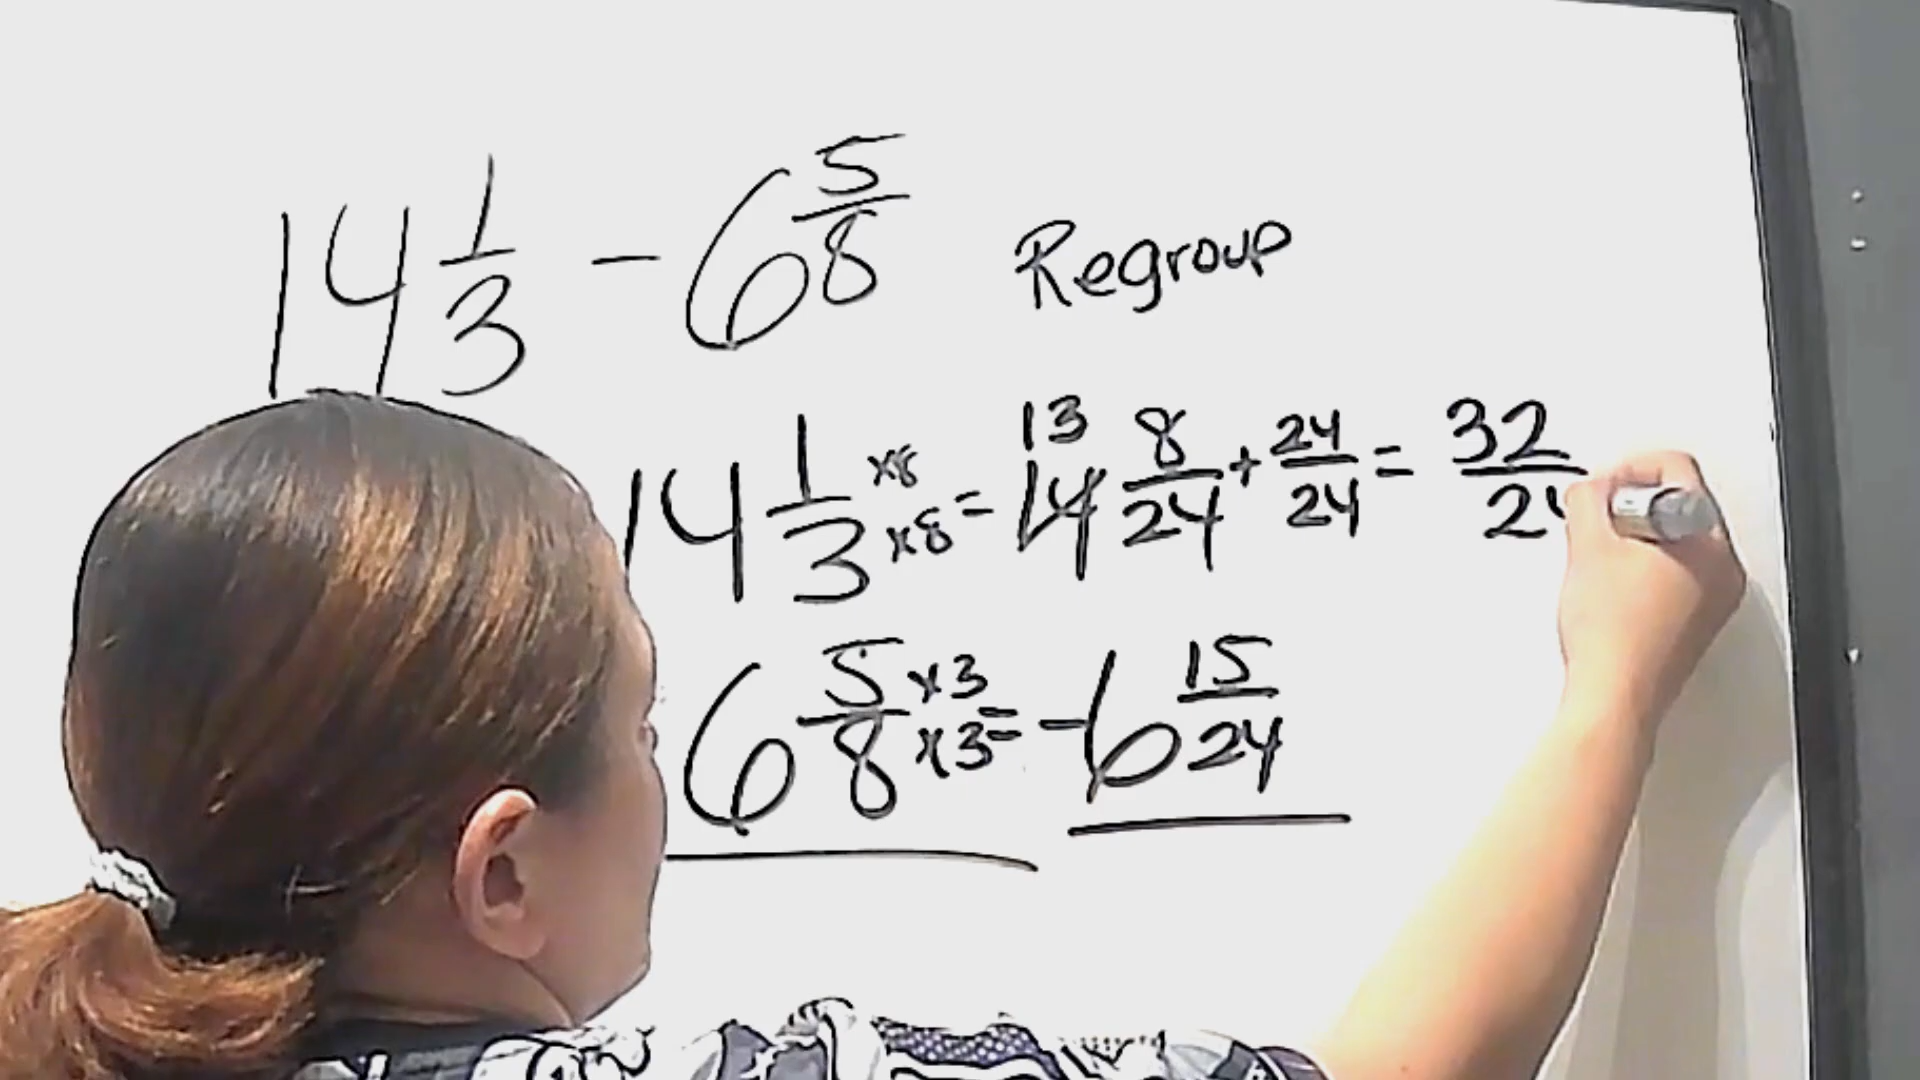 14 1/3 - 6 5/8 Regroup
14 1/3 x8/x8 = 13 14 8/24 + 24/24 = 32/24
6 5/8 x3/x3 = -6 15/24